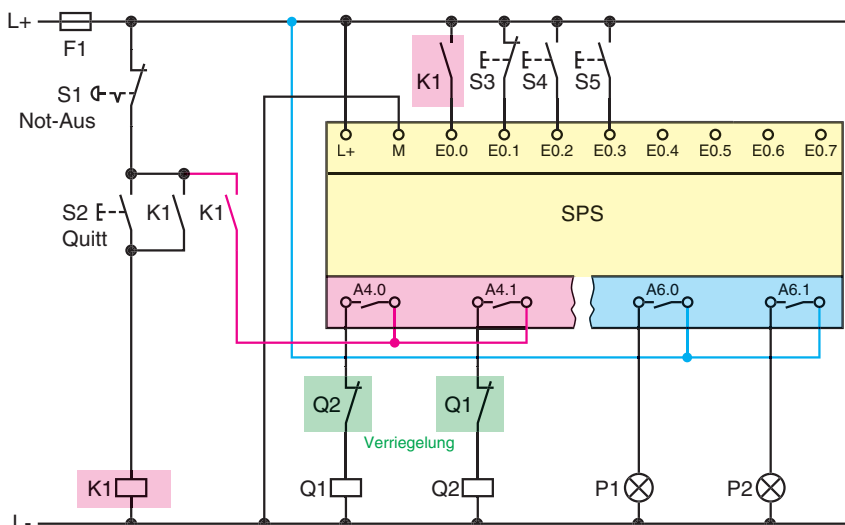 L+
F1
S1
Not-Aus
K1
S3
S4
S5
L+ M E0.0 E0.1 E0.2 E0.3 E0.4 E0.5 E0.6 E0.7
SPS
S2
Quitt
K1
K1
A4.0
A4.1
A6.0
A6.1
Q2
Q1
Verriegelung
K1
Q1
Q2
P1
P2
L-